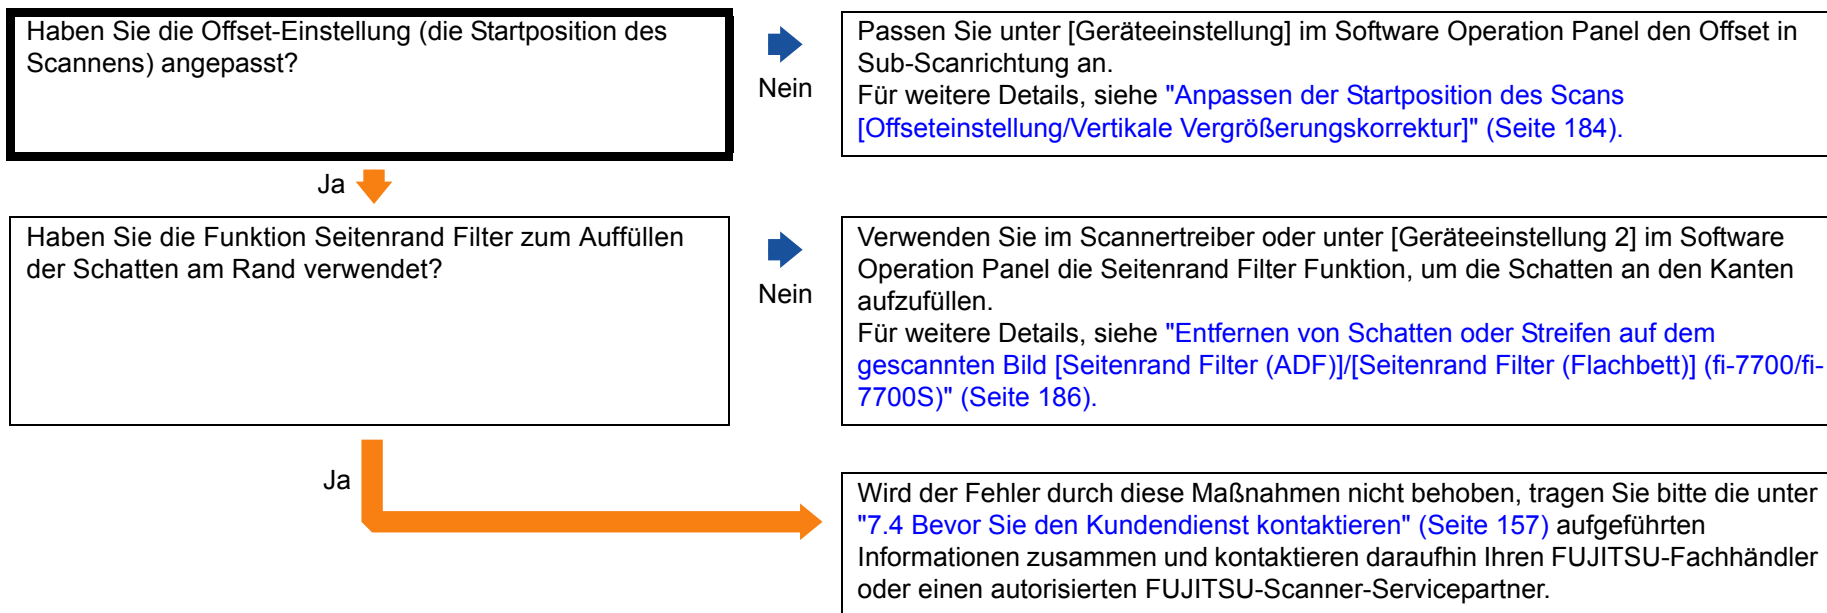 Haben Sie die Offset-Einstellung (die Startposition des
Scannens) angepasst?
Nein
Passen Sie unter [Geräteeinstellung] im Software Operation Panel den Offset in
Sub-Scanrichtung an.
Für weitere Details, siehe "Anpassen der Startposition des Scans
[Offseteinstellung/Vertikale Vergrößerungskorrektur]" (Seite 184).
Ja
Haben Sie die Funktion Seitenrand Filter zum Auffüllen
der Schatten am Rand verwendet?
Nein
Verwenden Sie im Scannertreiber oder unter [Geräteeinstellung 2] im Software
Operation Panel die Seitenrand Filter Funktion, um die Schatten an den Kanten
aufzufüllen.
Für weitere Details, siehe "Entfernen von Schatten oder Streifen auf dem
gescannten Bild [Seitenrand Filter (ADF)]/[Seitenrand Filter (Flachbett)] (fi-7700/fi-
7700S)" (Seite 186).
Ja
Wird der Fehler durch diese Maßnahmen nicht behoben, tragen Sie bitte die unter
"7.4 Bevor Sie den Kundendienst kontaktieren" (Seite 157) aufgeführten
Informationen zusammen und kontaktieren daraufhin Ihren FUJITSU-Fachhändler
oder einen autorisierten FUJITSU-Scanner-Servicepartner.